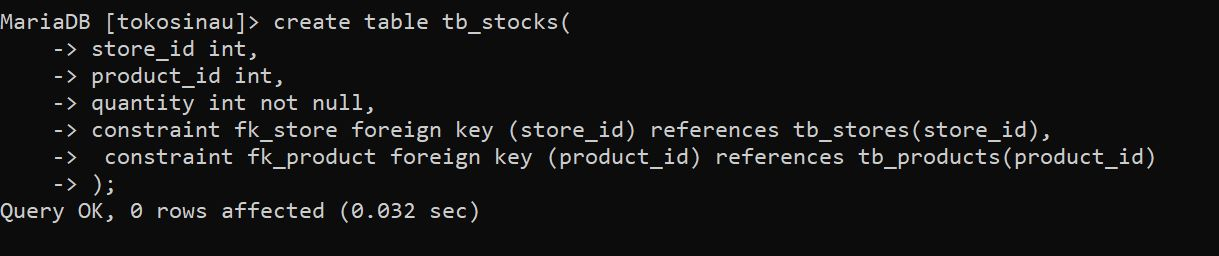 MariaDB [tokosinau]> create table tb_stocks(
    -> store_id int,
    -> product_id int,
    -> quantity int not null,
    -> constraint fk_store foreign key (store_id) references tb_stores(store_id),
    ->  constraint fk_product foreign key (product_id) references tb_products(product_id)
    -> );
Query OK, 0 rows affected (0.032 sec)